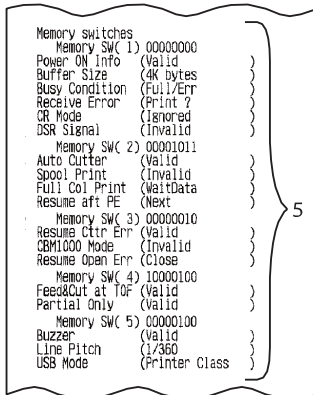 Memory switches
Memory SW( 1) 00000000
Power ON Info (Valid )
Buffer Size (4K bytes )
Busy Condition (Full/Err )
Receive Error (Print ? )
CR Mode (Ignored )
DSR Signal (Invalid )
Memory SW( 2) 00001011
Auto Cutter (Valid )
Spool Print (Invalid )
Full Col Print (WaitData )
Resume aft PE (Next )
Memory SW( 3) 00000010
Resume Cttr Err (Valid )
CBM1000 Mode (Invalid )
Resume Open Err (Close )
Memory SW( 4) 10000100
Feed&Cut at TOF (Valid )
Partial Only (Valid )
Memory SW( 5) 00000100
Buzzer (Valid )
Line Pitch (1/360 )
USB Mode (Printer Class )
5